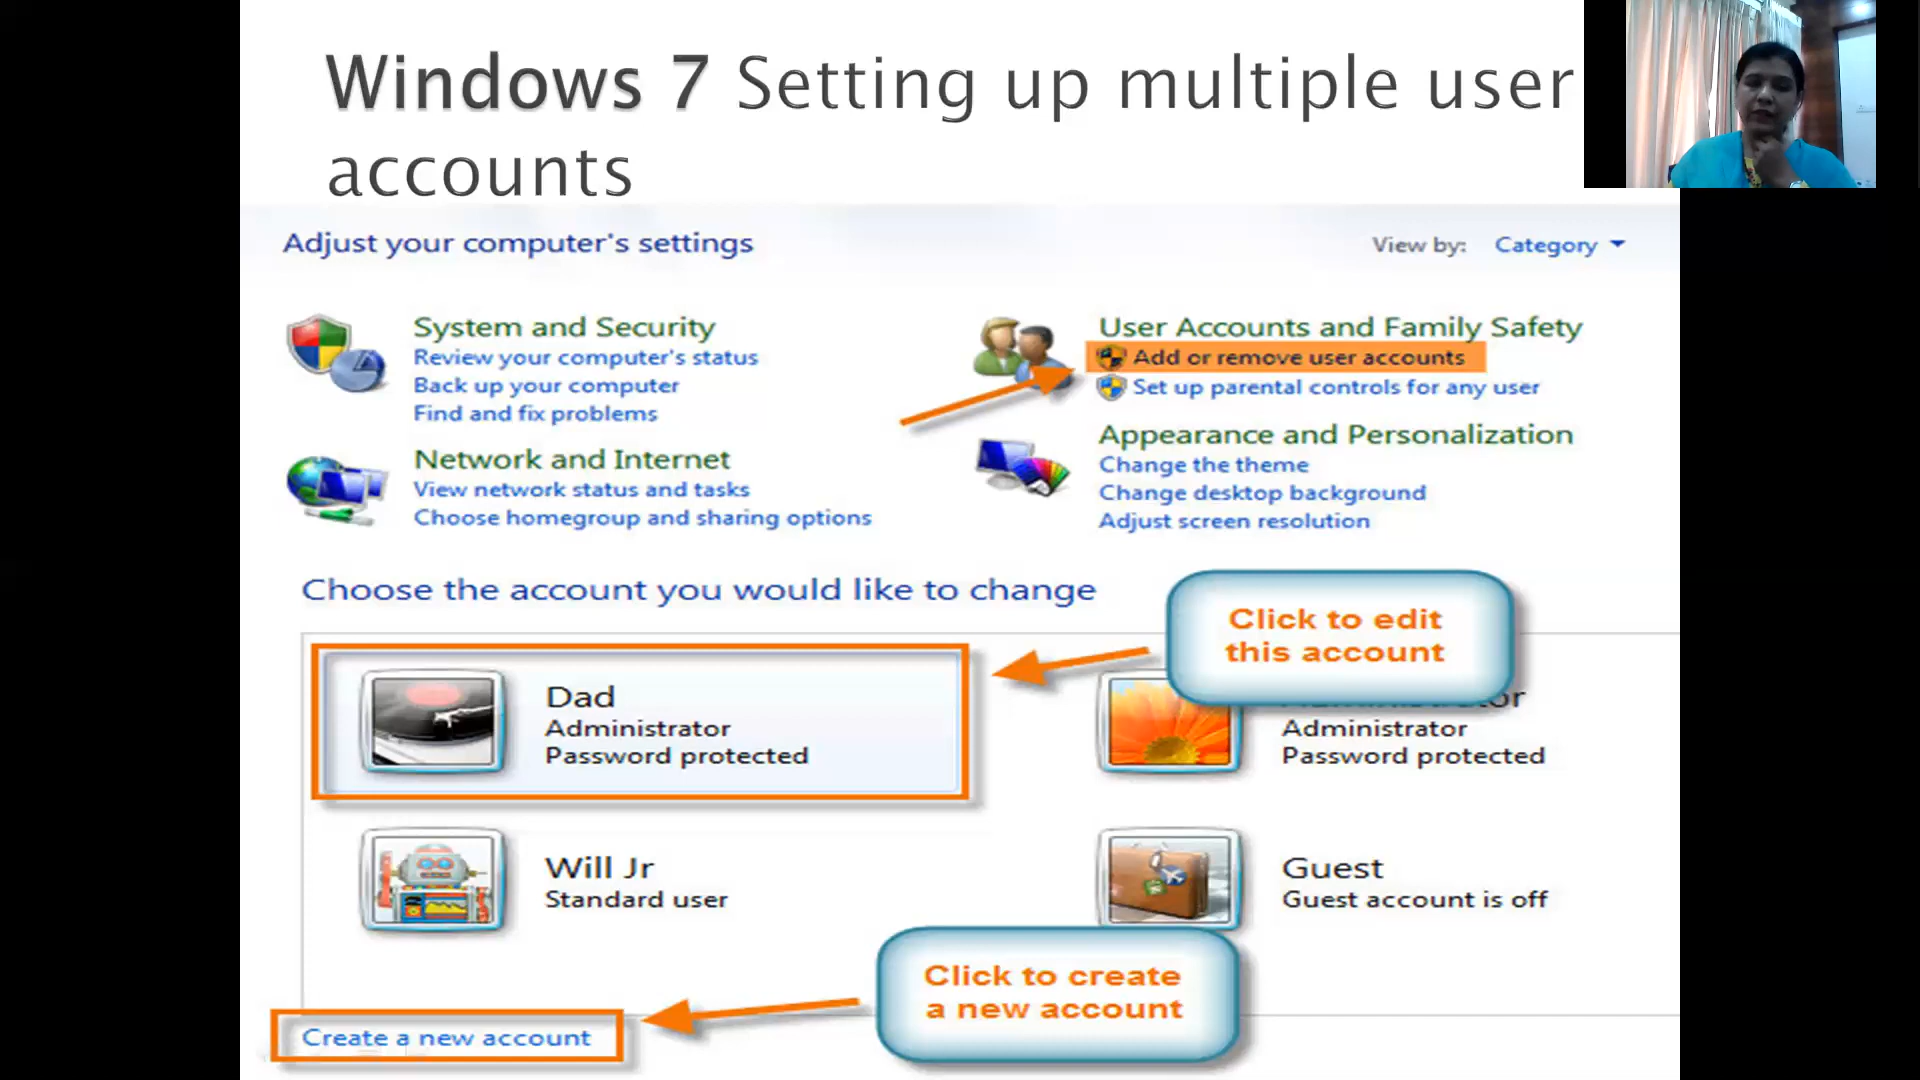 Windows 7 Setting up multiple user
accounts
Adjust your computer's settings
View by: Category
System and Security
Review your computer's status
Back up your computer
Find and fix problems
Network and Internet
View network status and tasks
Choose homegroup and sharing options
User Accounts and Family Safety
Add or remove user accounts
Set up parental controls for any user
Appearance and Personalization
Change the theme
Change desktop background
Adjust screen resolution
Choose the account you would like to change
Click to edit
this account
Dad
Administrator
Password protected
Administrator
Password protected
Will Jr
Standard user
Guest
Guest account is off
Click to create
a new account
Create a new account